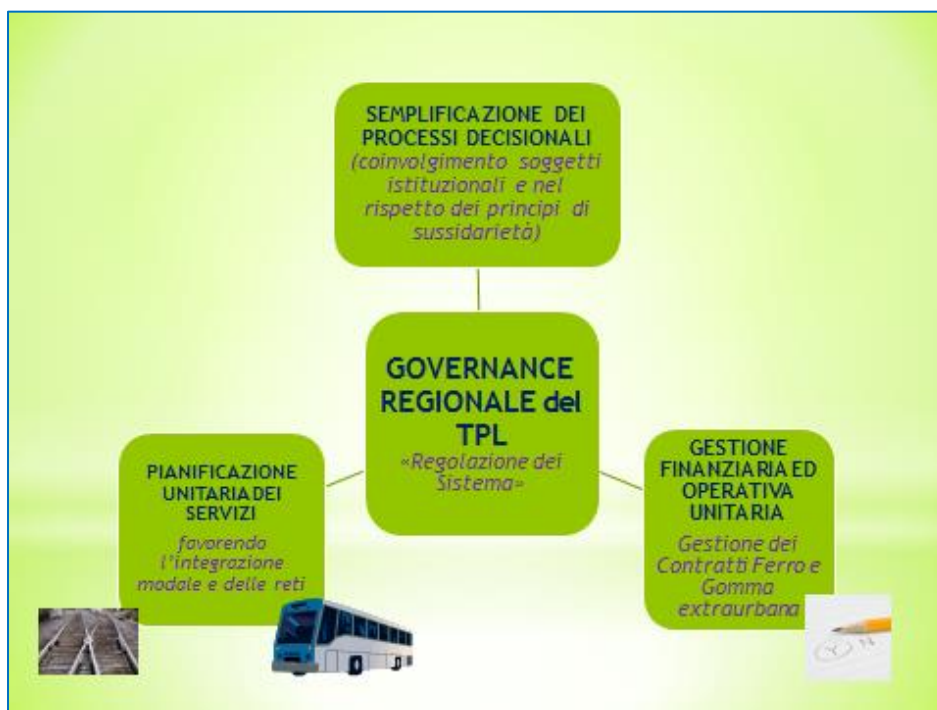 SEMPLIFICAZIONE DEI
PROCESSI DECISIONALI
(coinvolgimento soggetti
istituzionali e nel
rispetto dei principi di
sussidarietà)
GOVERNANCE
REGIONALE del
TPL
«Regolazione dei
Sistema»
PIANIFICAZIONE
UNITARIA DEI
SERVIZI
favorendo
l'integrazione
modale e delle reti
GESTIONE
FINANZIARIA ED
OPERATIVA
UNITARIA
Gestione dei
Contratti Ferro e
Gomma
extraurbana
Y N